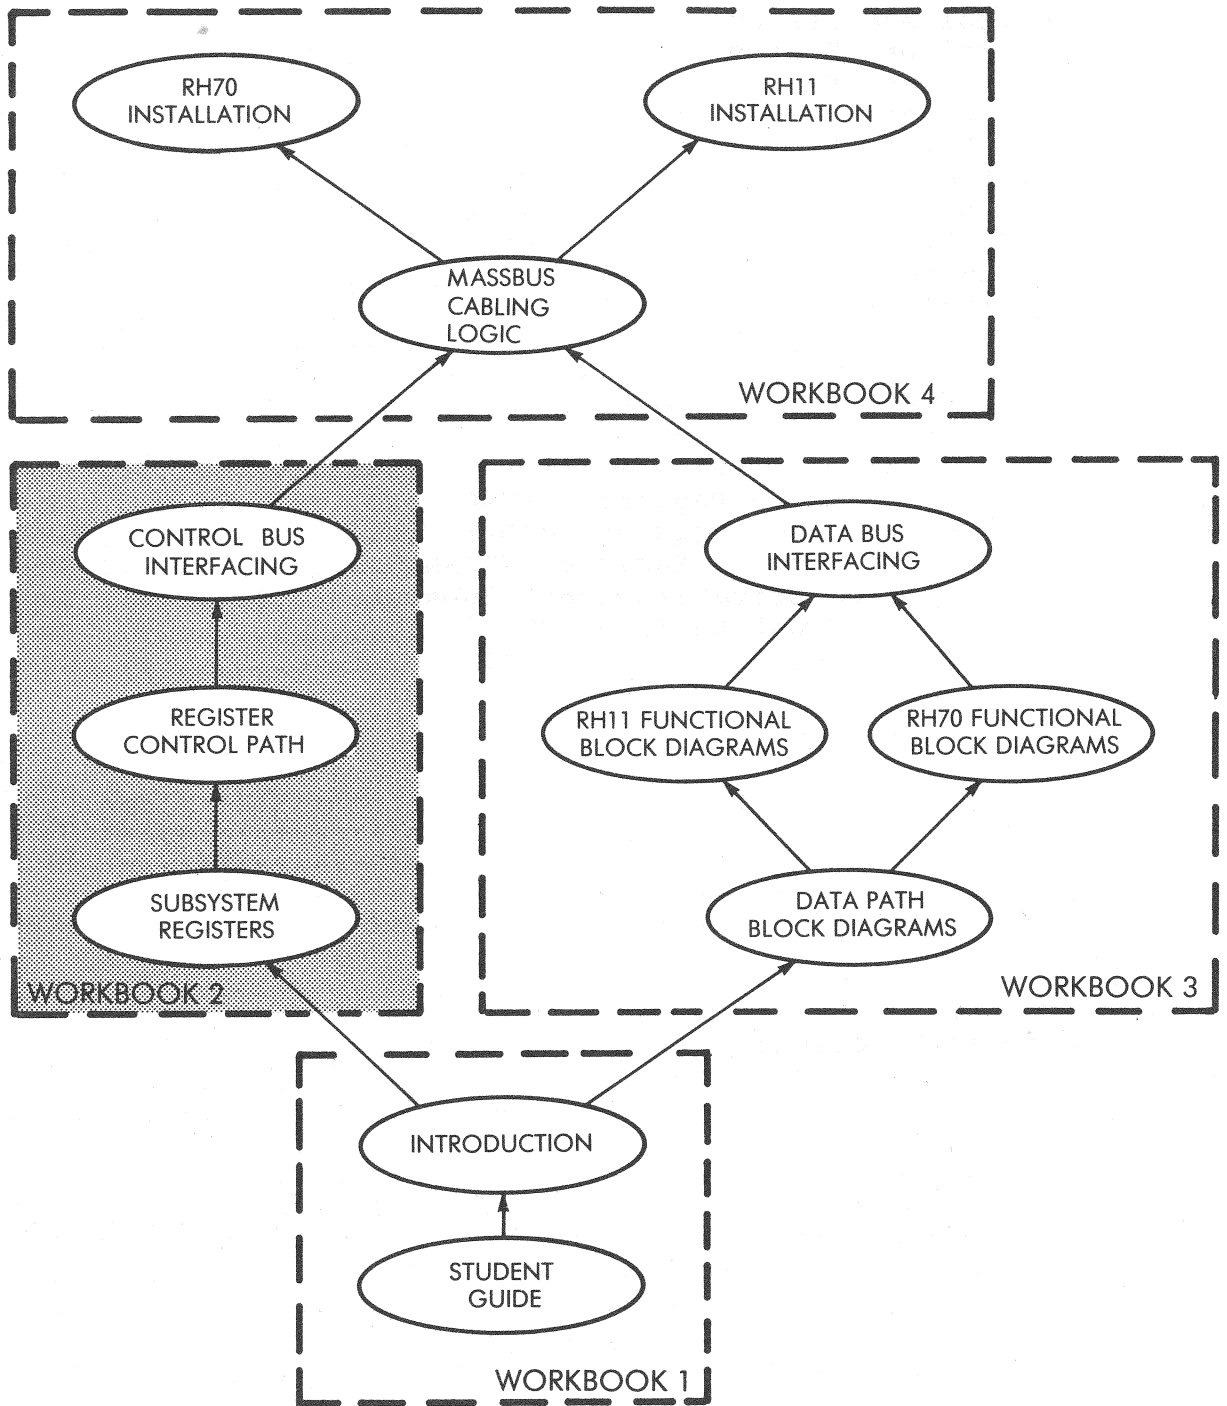 RH70
INSTALLATION
RH11
INSTALLATION
MASSBUS
CABLING
LOGIC
WORKBOOK 4
CONTROL BUS
INTERFACING
DATA BUS
INTERFACING
REGISTER
CONTROL PATH
RH11 FUNCTIONAL
BLOCK DIAGRAMS
RH70 FUNCTIONAL
BLOCK DIAGRAMS
SUBSYSTEM
REGISTERS
DATA PATH
BLOCK DIAGRAMS
WORKBOOK 2
WORKBOOK 3
INTRODUCTION
STUDENT
GUIDE
WORKBOOK 1